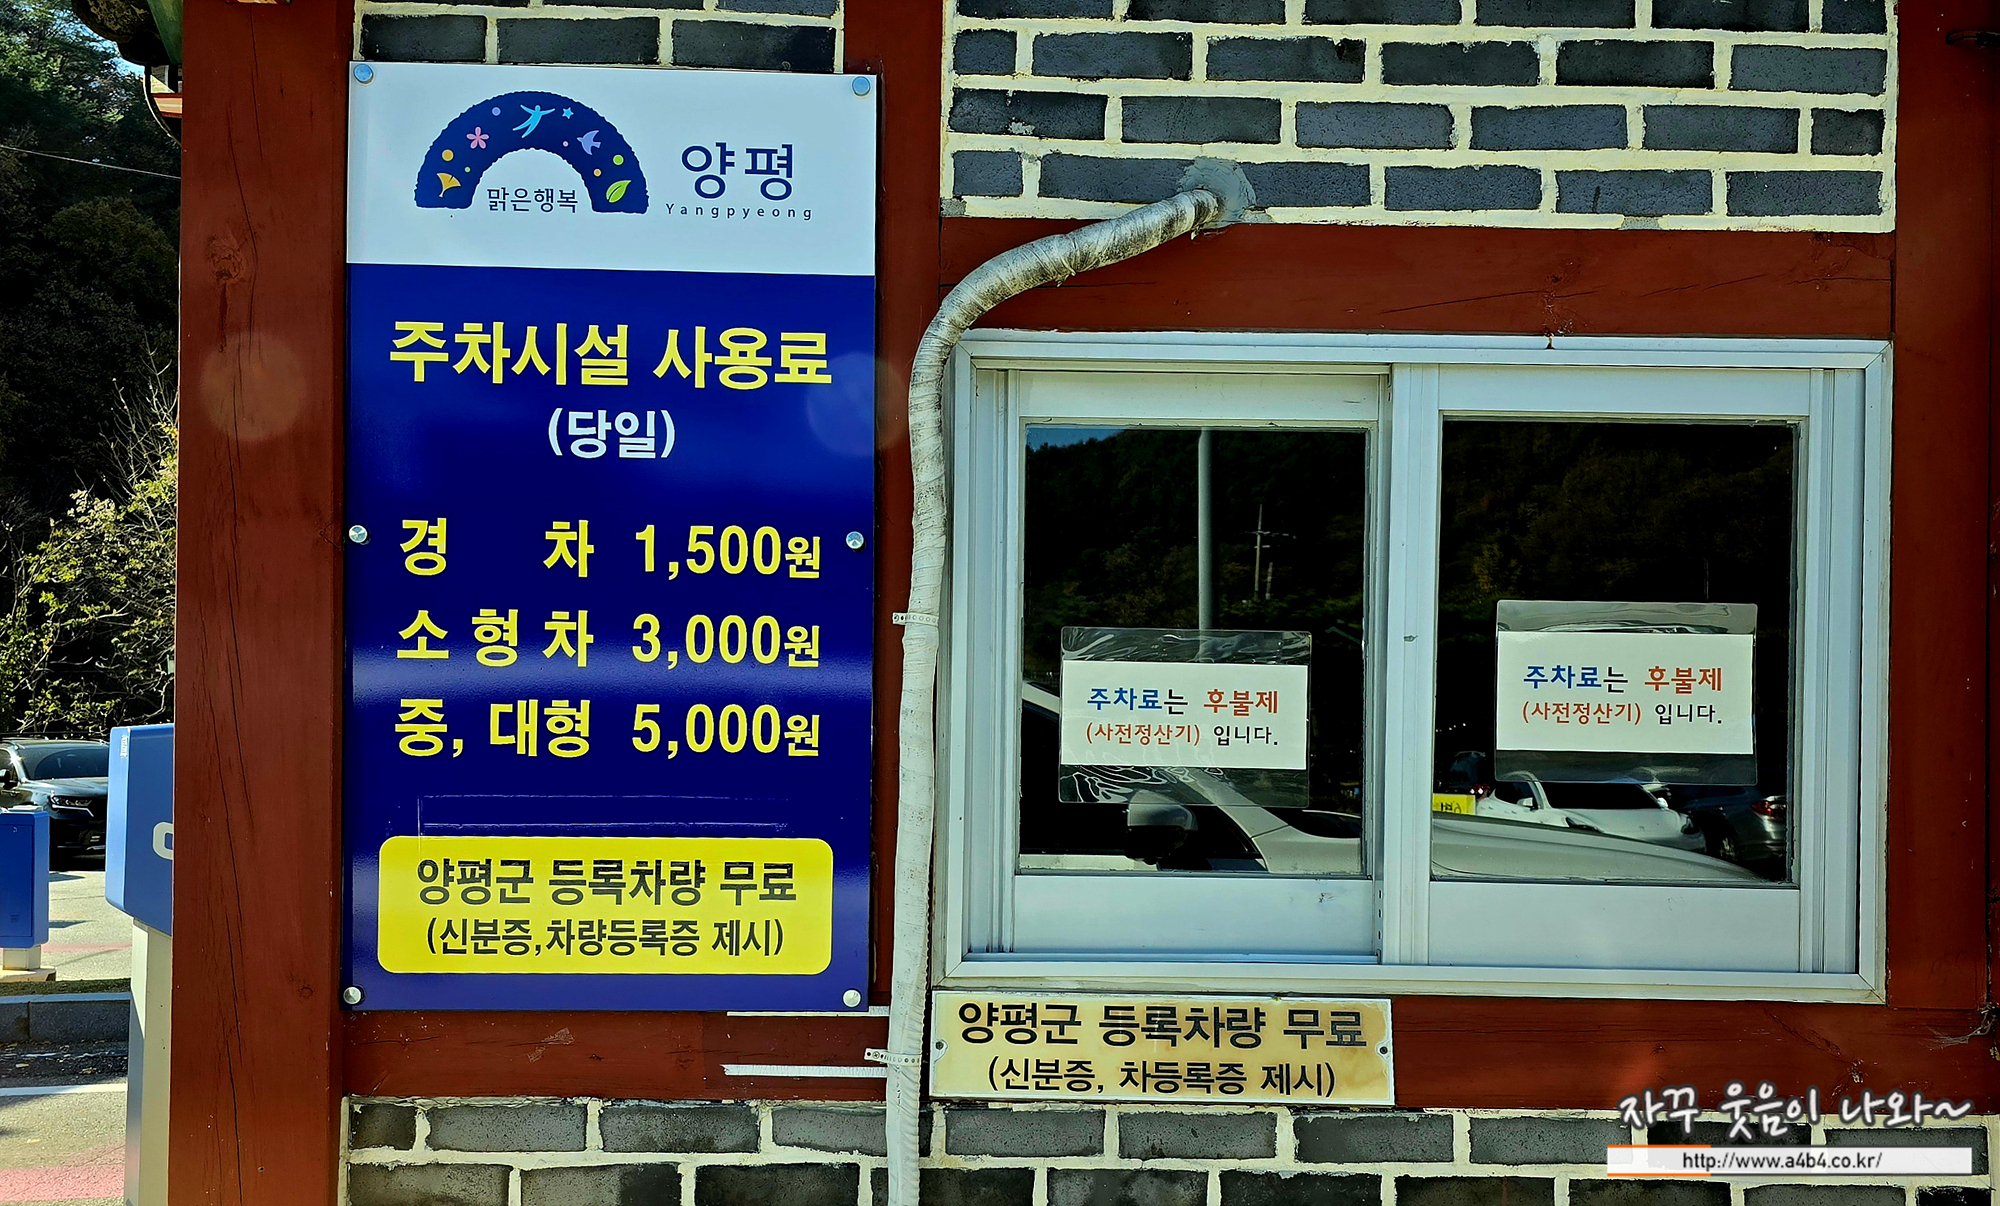 맑은행복
양평
Yangpyeong
주차시설 사용료
(당일)
경 차 1,500원
소형차 3,000원
중, 대형 5,000원
양평군 등록차량 무료
(신분증,차량등록증 제시)
주차료는 후불제
(사전정산기) 입니다.
주차료는 후불제
(사전정산기) 입니다.
양평군 등록차량 무료
(신분증, 차등록증 제시)
자꾸 웃음이 나와~
http://www.a4b4.co.kr/